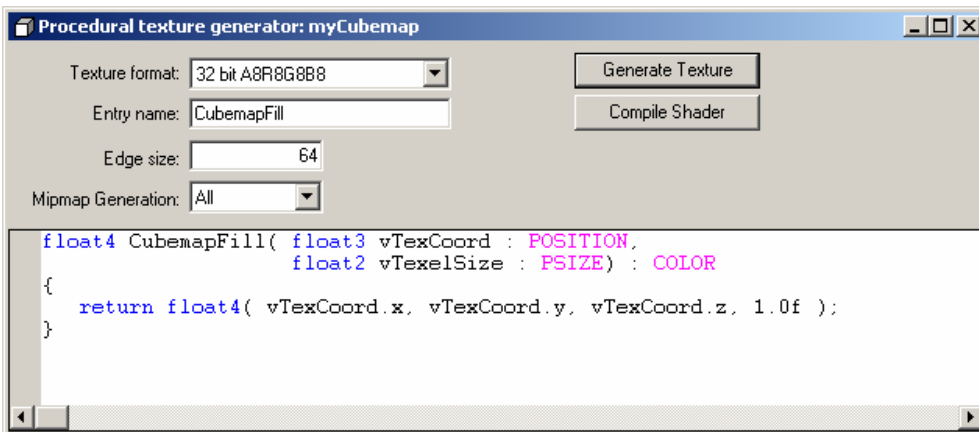 Procedural texture generator: myCubemap
Texture format: 32 bit A8R8G8B8
Generate Texture
Entry name: CubemapFill
Compile Shader
Edge size: 64
Mipmap Generation: All
float4 CubemapFill( float3 vTexCoord : POSITION,
float2 vTexelSize : PSIZE) : COLOR
{
return float4( vTexCoord.x, vTexCoord.y, vTexCoord.z, 1.0f );
}